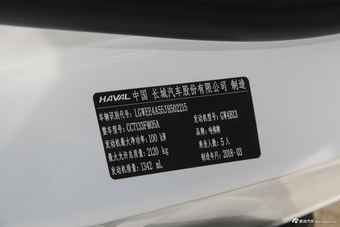 HAVAL 中国 长城汽车股份有限公司 制造
车辆识别代号：LGWEE4A55JH502215
整车型号：CC7133FM05A 发动机型号：GW4B13
发动机最大净功率：100 kW 品牌：哈弗牌
最大允许总质量：2120 kg 乘坐人数：5 人
发动机排量：1342 mL 制造年月：2018-03